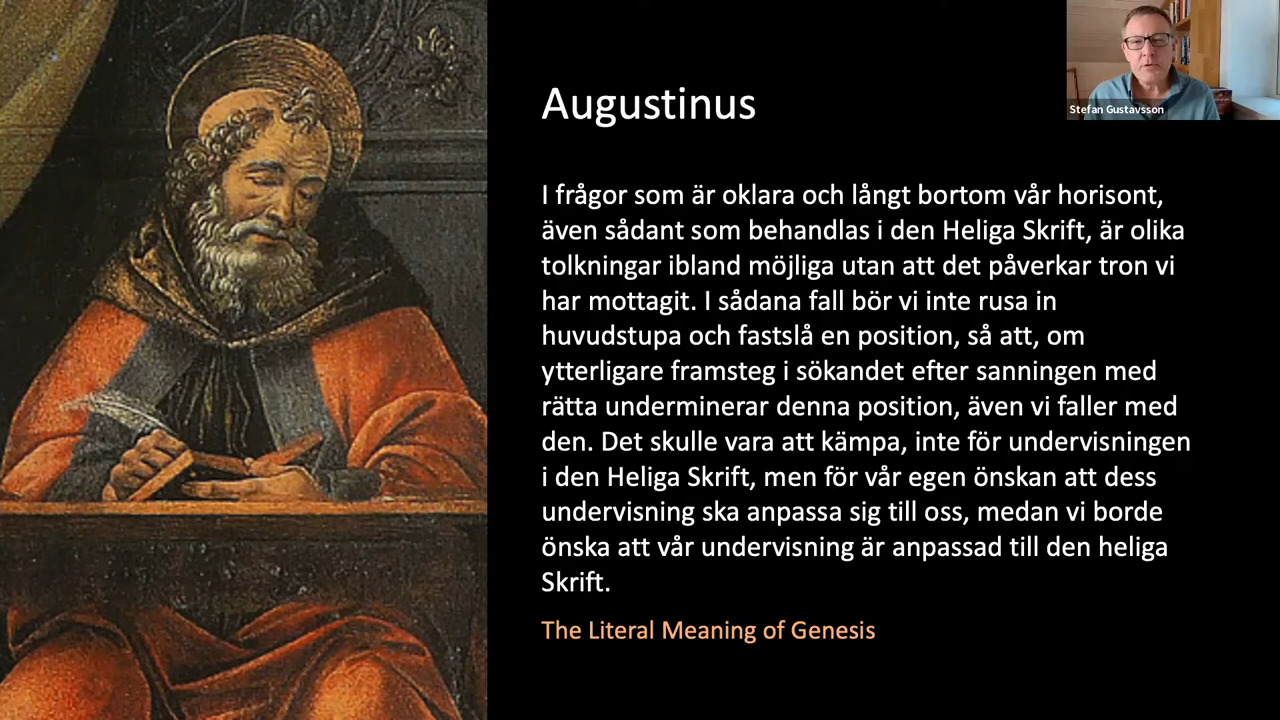 Augustinus
Stefan Gustavsson
I frågor som är oklara och långt bortom vår horisont,
även sådant som behandlas i den Heliga Skrift, är olika
tolkningar ibland möjliga utan att det påverkar tron vi
har mottagit. I sådana fall bör vi inte rusa in
huvudstupa och fastslå en position, så att, om
ytterligare framsteg i sökandet efter sanningen med
rätta underminerar denna position, även vi faller med
den. Det skulle vara att kämpa, inte för undervisningen
i den Heliga Skrift, men för vår egen önskan att dess
undervisning ska anpassa sig till oss, medan vi borde
önska att vår undervisning är anpassad till den heliga
Skrift.
The Literal Meaning of Genesis